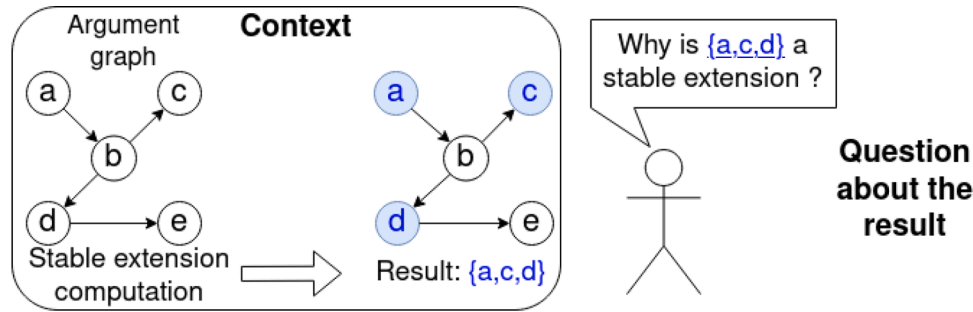 Context
Argument
graph
a
c
b
d
e
Stable extension
computation
a
c
b
d
e
Result: {a,c,d}
Why is {a,c,d} a
stable extension ?
Question
about the
result